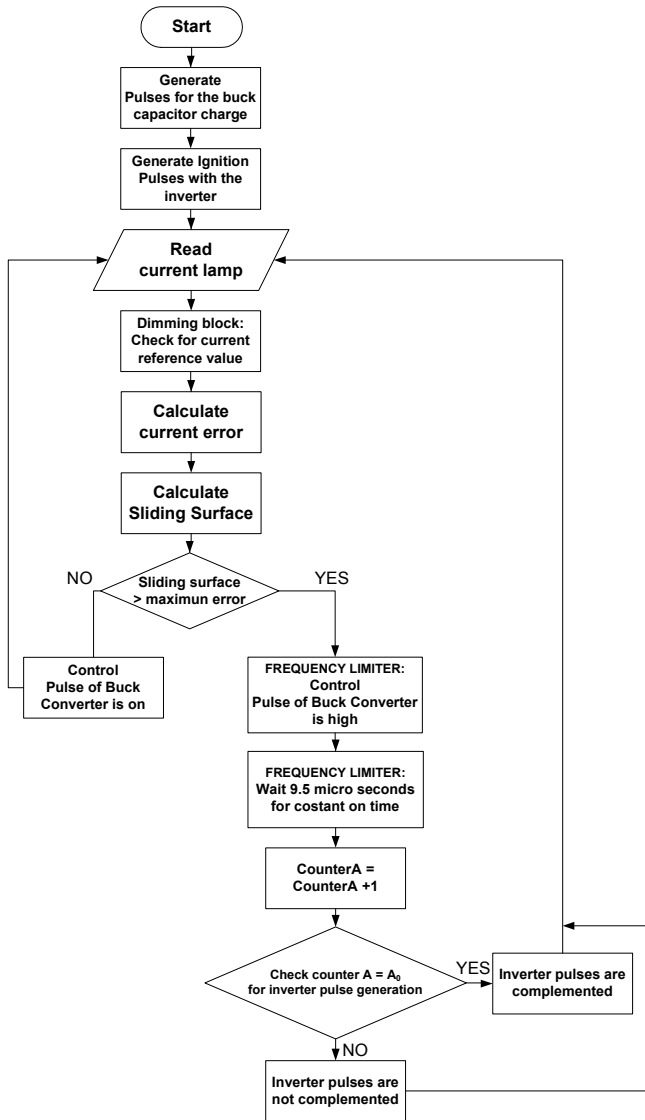 Start
Generate
Pulses for the buck
capacitor charge
Generate Ignition
Pulses with the
inverter
Read
current lamp
Dimming block:
Check for current
reference value
Calculate
current error
Calculate
Sliding Surface
NO
Sliding surface
> maximun error
YES
Control
Pulse of Buck
Converter is on
FREQUENCY LIMITER:
Control
Pulse of Buck Converter
is high
FREQUENCY LIMITER:
Wait 9.5 micro seconds
for costant on time
CounterA =
CounterA +1
Check counter A = A₀
for inverter pulse generation
YES
Inverter pulses are
complemented
NO
Inverter pulses are
not complemented